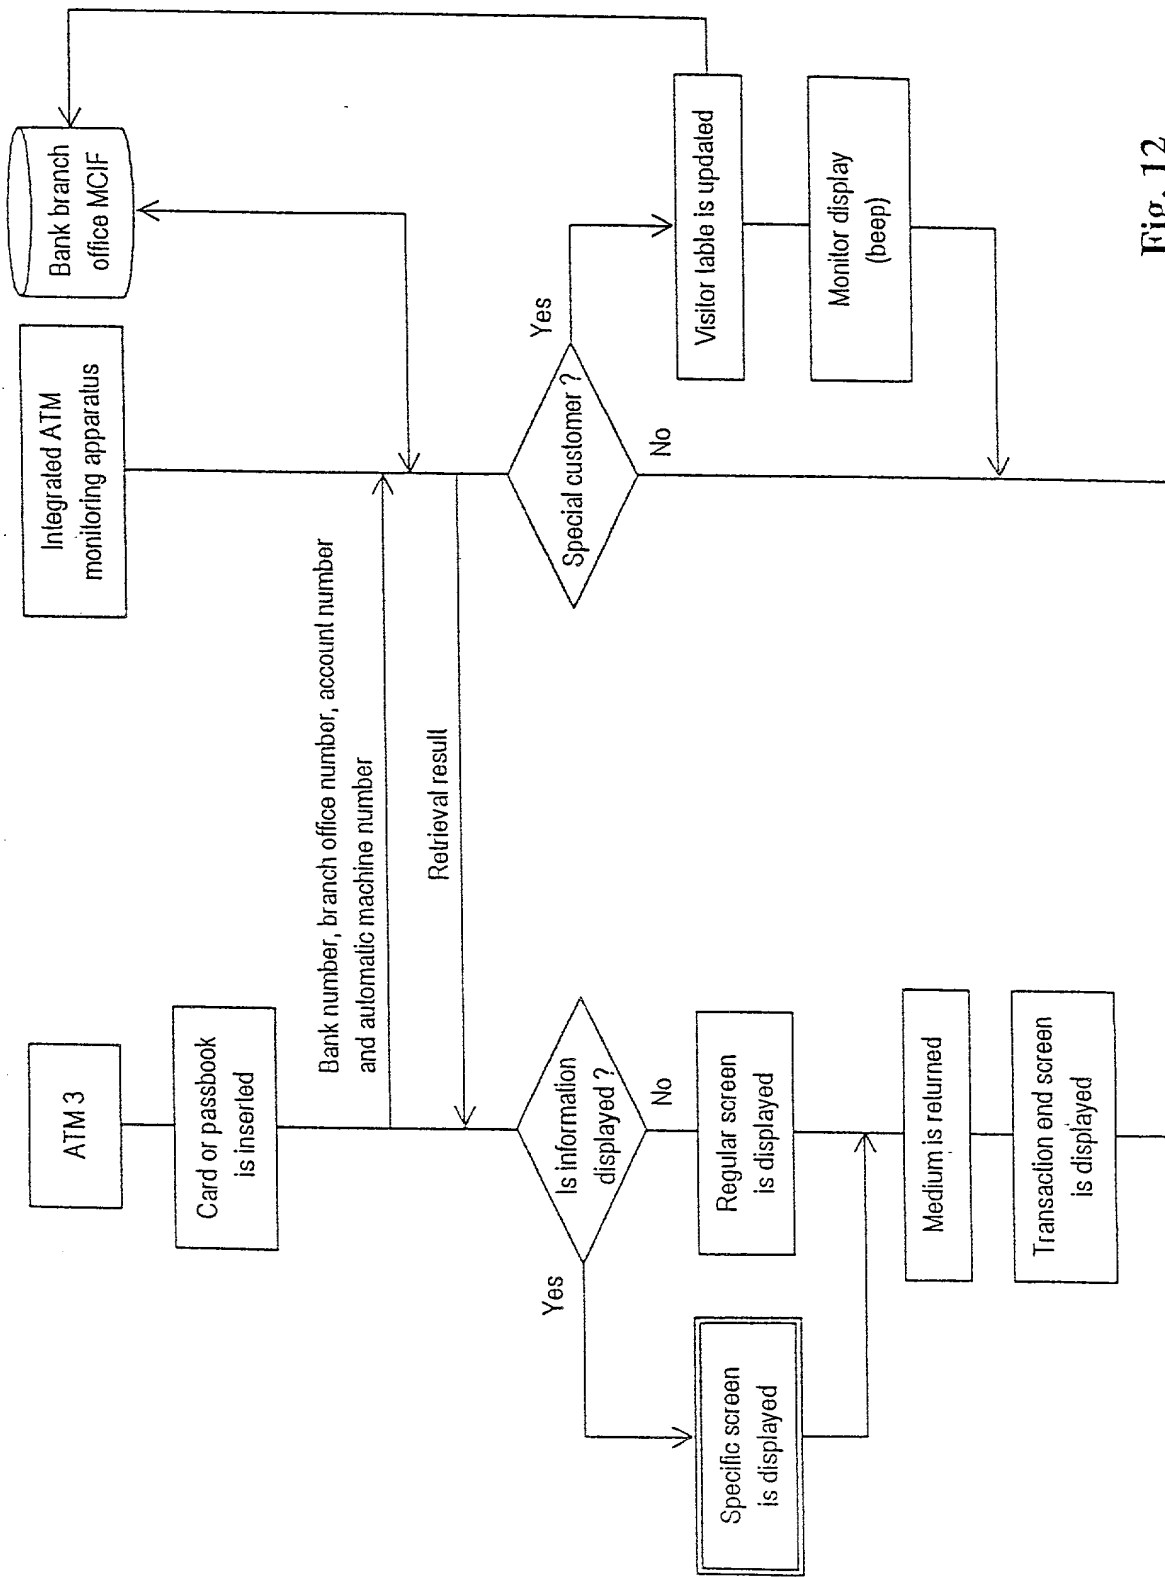 ATM 3
Card or passbook
is inserted
Bank number, branch office number, account number
and automatic machine number
Retrieval result
Is information
displayed ?
Yes
No
Specific screen
is displayed
Regular screen
is displayed
Medium is returned
Transaction end screen
is displayed
Integrated ATM
monitoring apparatus
Bank branch
office MCIF
Special customer ?
Yes
No
Visitor table is updated
Monitor display
(beep)
Fig. 12